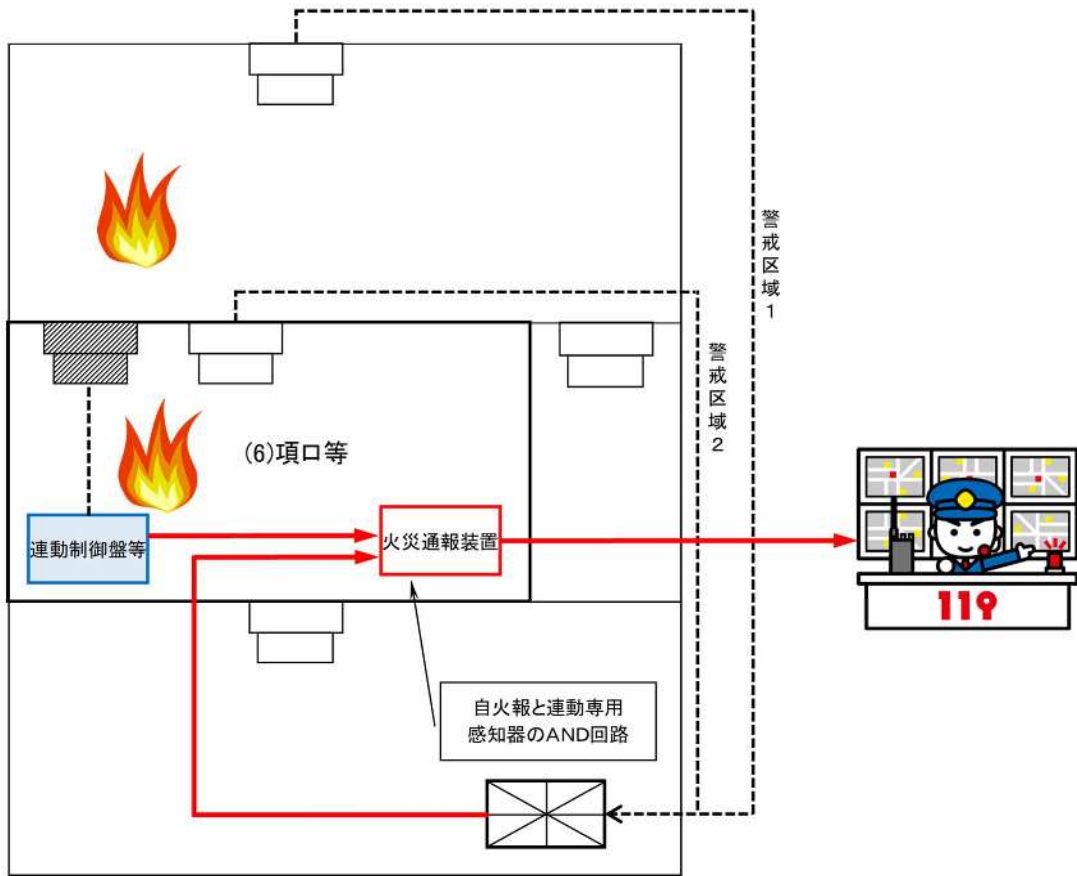 警戒区域1
警戒区域2
(6)項ロ等
連動制御盤等
火災通報装置
119
自火報と連動専用
感知器のAND回路